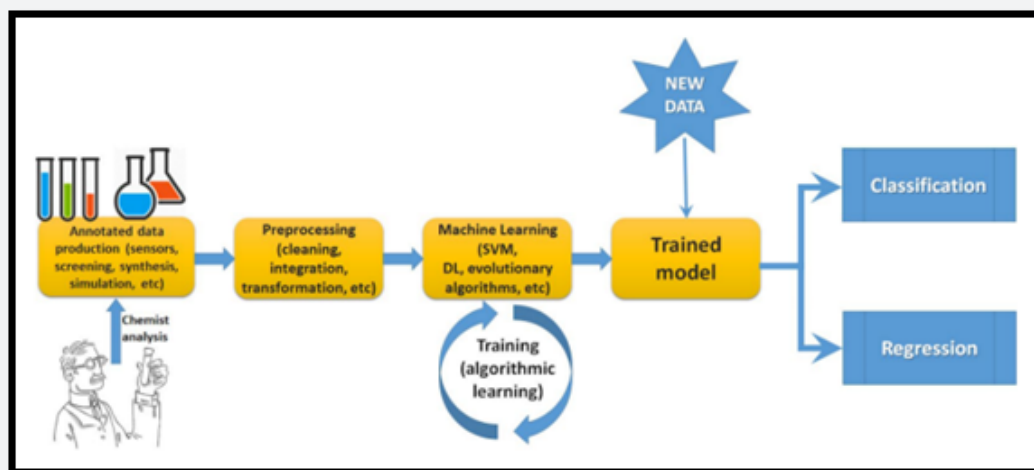 NEW
DATA
Classification
Annotated data
production (sensors,
screening, synthesis,
simulation, etc)
Preprocessing
(cleaning,
integration,
transformation, etc)
Machine Learning
(SVM,
DL, evolutionary
algorithms, etc)
Trained
model
Chemist
analysis
Training
(algorithmic
learning)
Regression